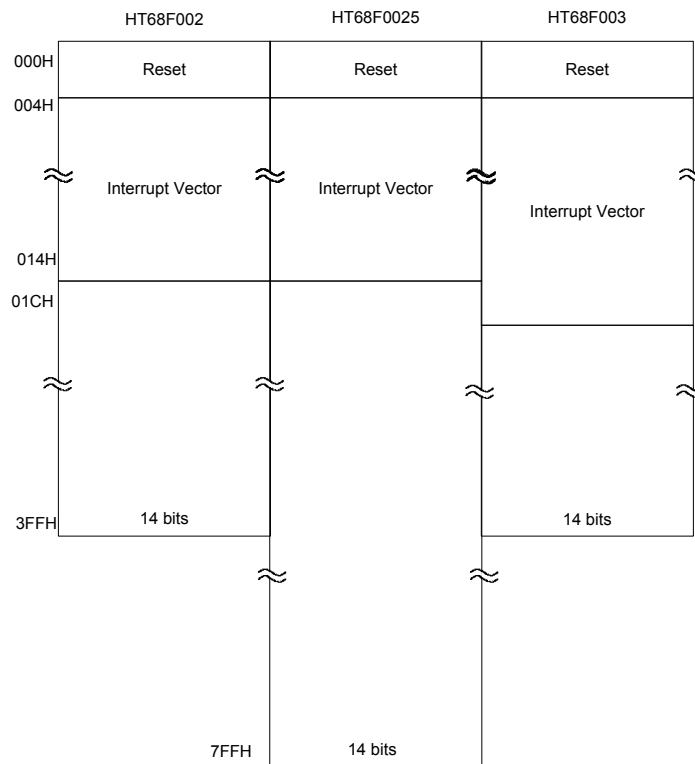 HT68F002 HT68F0025 HT68F003
000H Reset Reset Reset
004H
Interrupt Vector Interrupt Vector
Interrupt Vector
014H
01CH
3FFH 14 bits 14 bits
7FFH 14 bits